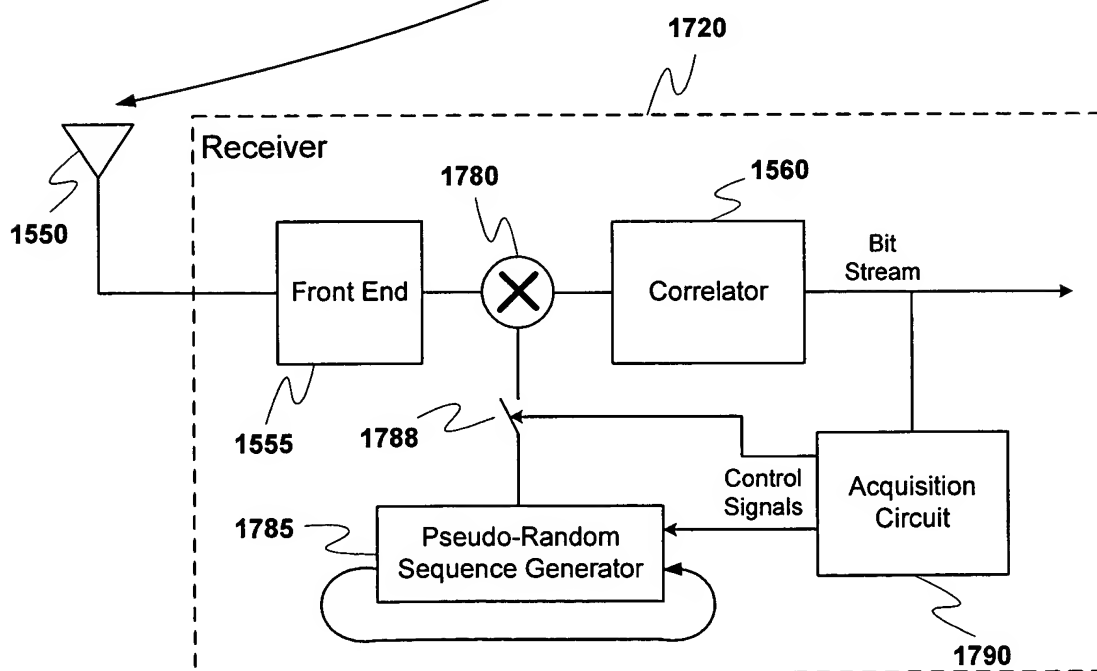 1720
Receiver
1550
1780
1560
Front End
Correlator
Bit
Stream
1555
1788
Control
Signals
Acquisition
Circuit
1785
Pseudo-Random
Sequence Generator
1790